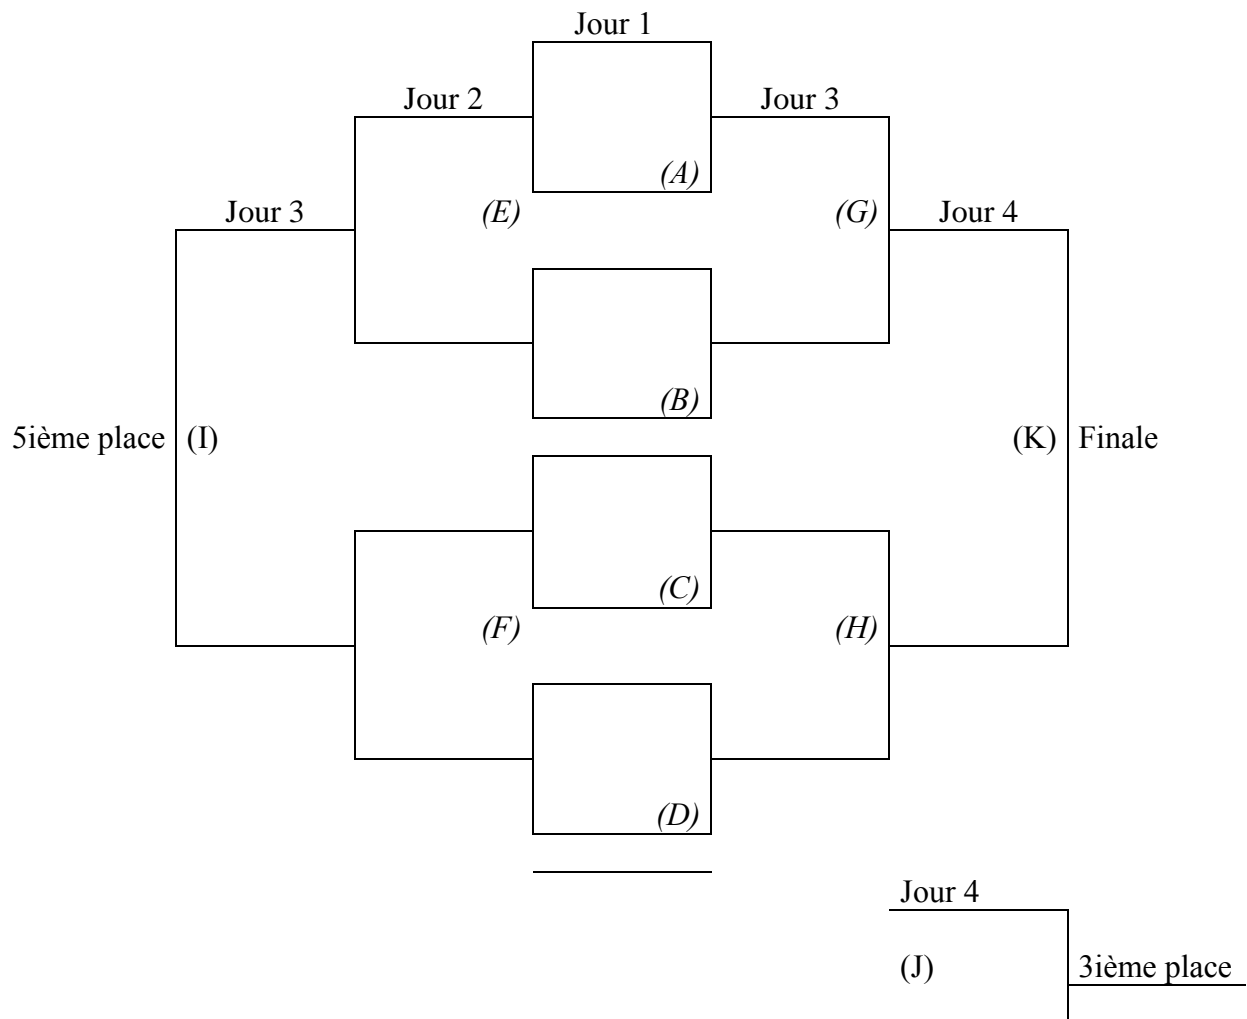 Jour 1
Jour 2
Jour 3
(A)
Jour 3
(E)
(G)
Jour 4
(B)
5ième place
(I)
(K)
Finale
(C)
(F)
(H)
(D)
Jour 4
(J)
3ième place